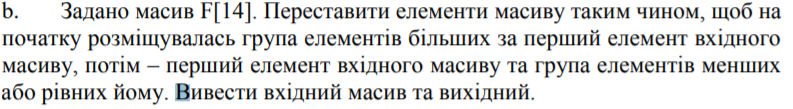 b. Задано масив F[14]. Переставити елементи масиву таким чином, щоб на
початку розміщувалась група елементів більших за перший елемент вхідного
масиву, потім – перший елемент вхідного масиву та група елементів менших
або рівних йому. Вивести вхідний масив та вихідний.